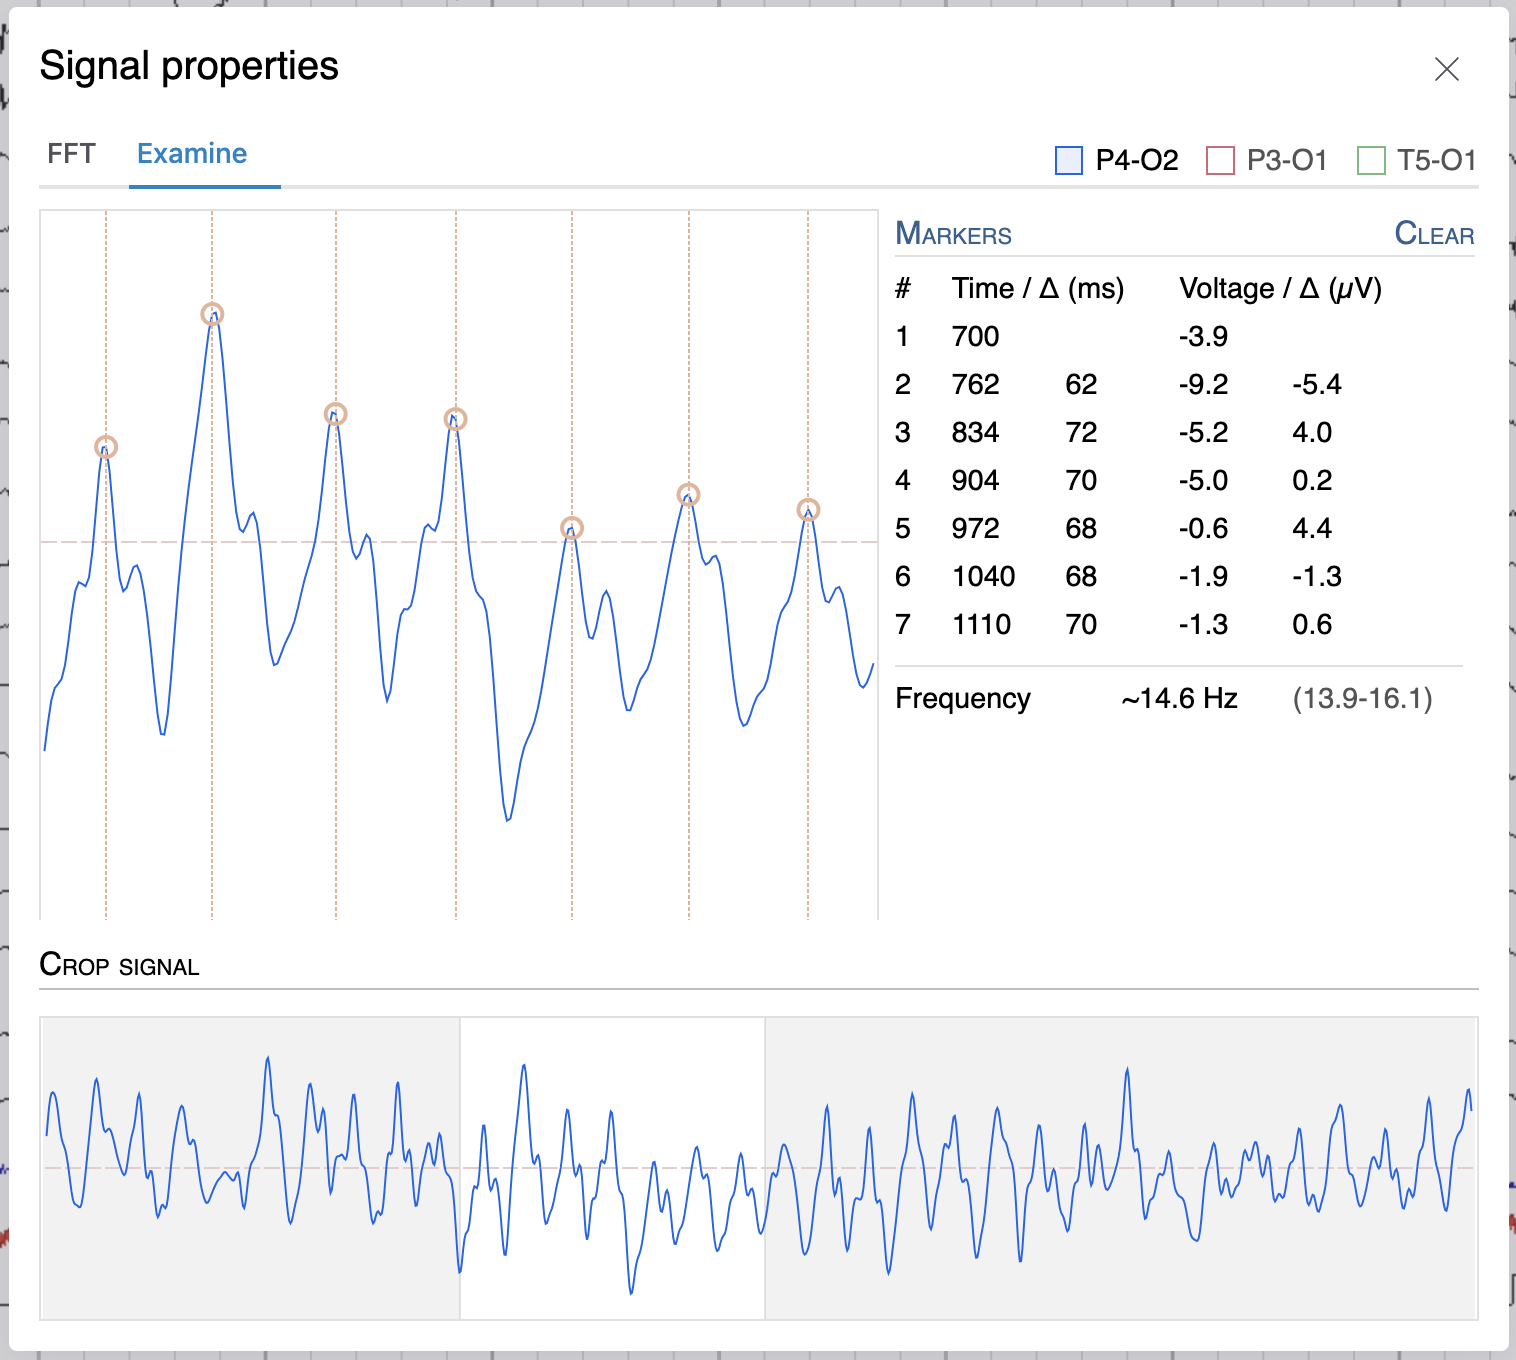 Signal properties
FFT Examine P4-O2 P3-O1 T5-O1
MARKERS CLEAR
# Time / Δ (ms) Voltage / Δ (µV)
1 700 -3.9
2 762 62 -9.2 -5.4
3 834 72 -5.2 4.0
4 904 70 -5.0 0.2
5 972 68 -0.6 4.4
6 1040 68 -1.9 -1.3
7 1110 70 -1.3 0.6
Frequency ~14.6 Hz (13.9-16.1)
CROP SIGNAL